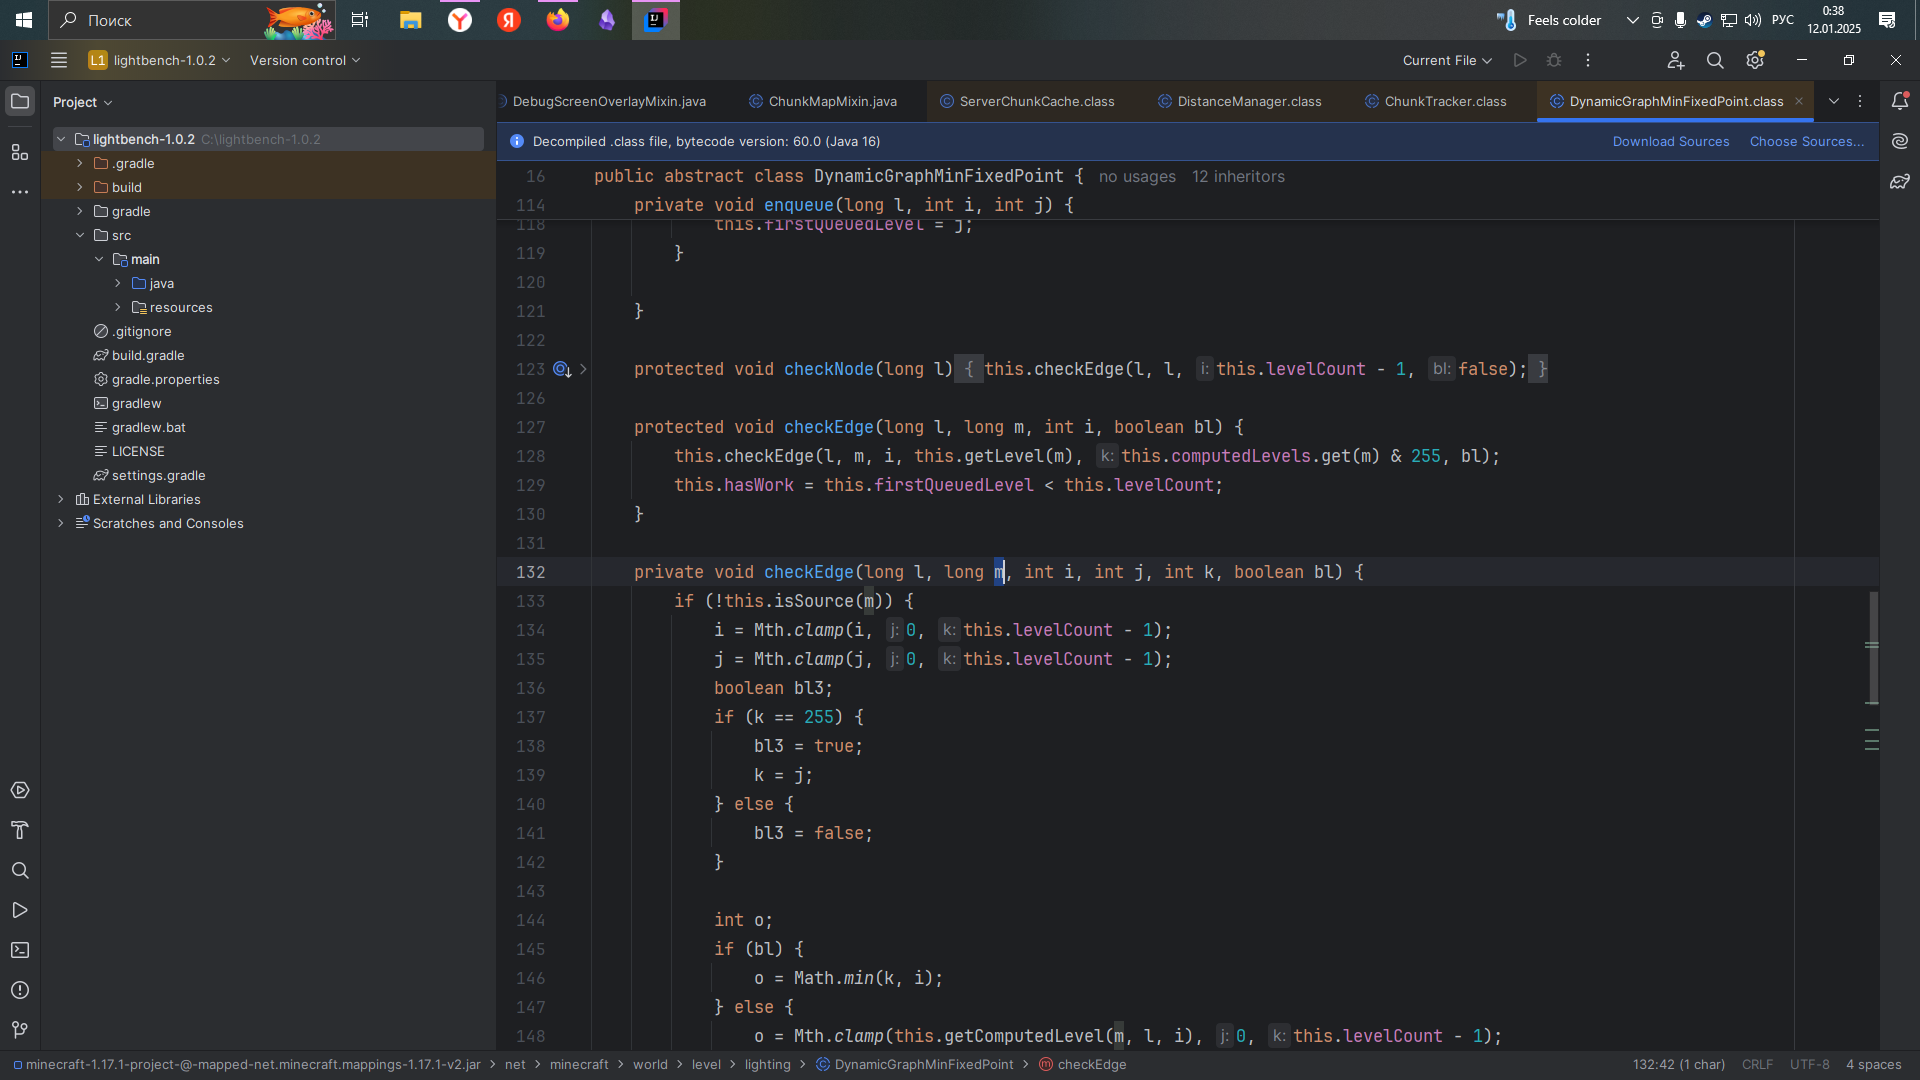 Поиск
Feels colder
РУС
0:38
12.01.2025
L1 lightbench-1.0.2
Version control
Current File
Project
DebugScreenOverlayMixin.java
ChunkMapMixin.java
ServerChunkCache.class
DistanceManager.class
ChunkTracker.class
DynamicGraphMinFixedPoint.class
Decompiled .class file, bytecode version: 60.0 (Java 16)
Download Sources
Choose Sources...
lightbench-1.0.2 C:\lightbench-1.0.2
.gradle
build
gradle
src
main
java
resources
.gitignore
build.gradle
gradle.properties
gradlew
gradlew.bat
LICENSE
settings.gradle
External Libraries
Scratches and Consoles
16 public abstract class DynamicGraphMinFixedPoint { no usages 12 inheritors
114 private void enqueue(long l, int i, int j) {
118 this.firstQueuedLevel = j;
119 }
120
121 }
122
123 protected void checkNode(long l) { this.checkEdge(l, l, i: this.levelCount - 1, bl: false); }
126
127 protected void checkEdge(long l, long m, int i, boolean bl) {
128 this.checkEdge(l, m, i, this.getLevel(m), k: this.computedLevels.get(m) & 255, bl);
129 this.hasWork = this.firstQueuedLevel < this.levelCount;
130 }
131
132 private void checkEdge(long l, long m, int i, int j, int k, boolean bl) {
133 if (!this.isSource(m)) {
134 i = Mth.clamp(i, j: 0, k: this.levelCount - 1);
135 j = Mth.clamp(j, j: 0, k: this.levelCount - 1);
136 boolean bl3;
137 if (k == 255) {
138 bl3 = true;
139 k = j;
140 } else {
141 bl3 = false;
142 }
143
144 int o;
145 if (bl) {
146 o = Math.min(k, i);
147 } else {
148 o = Mth.clamp(this.getComputedLevel(m, l, i), j: 0, k: this.levelCount - 1);
minecraft-1.17.1-project-@-mapped-net.minecraft.mappings-1.17.1-v2.jar > net > minecraft > world > level > lighting > DynamicGraphMinFixedPoint > checkEdge
132:42 (1 char)
CRLF
UTF-8
4 spaces